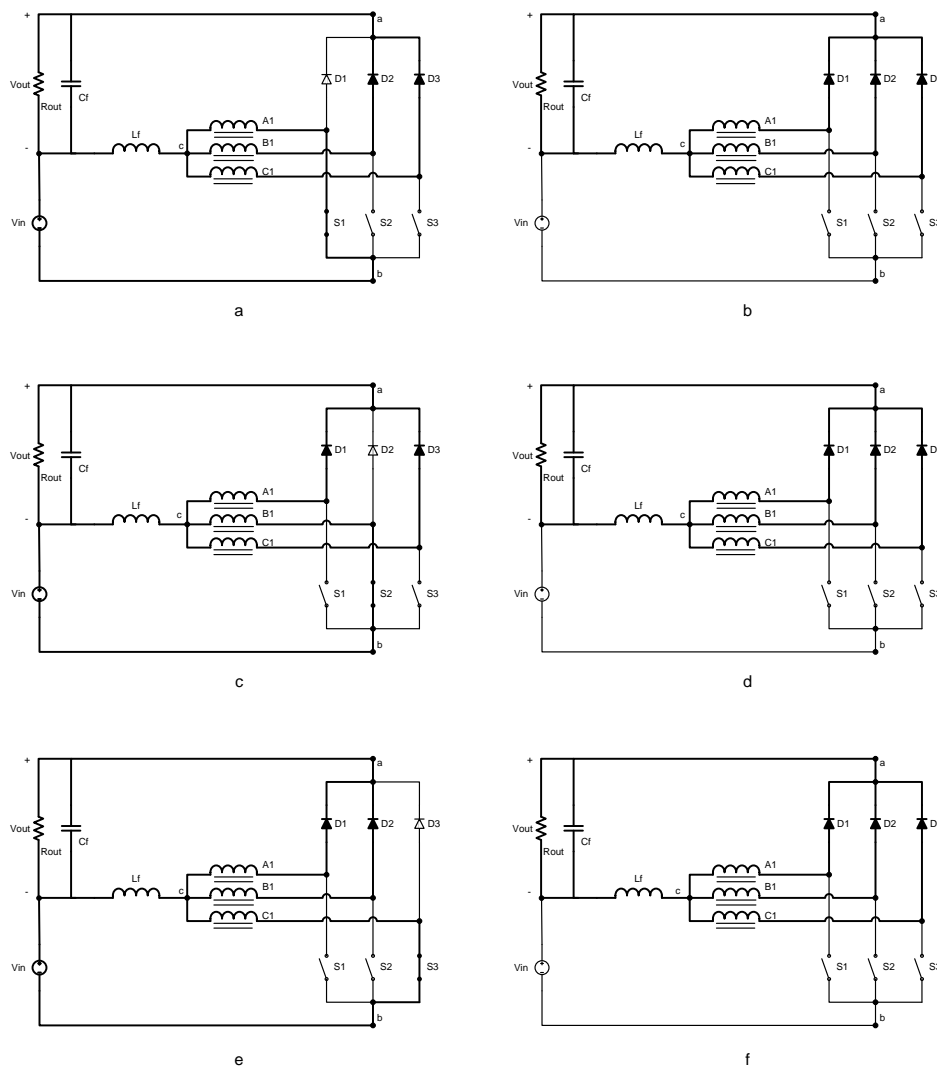 +
a
Vout
D1 D2 D3
Rout
Cf
A1
Lf
- c B1
C1
Vin
S1 S2 S3
b
a
+
a
Vout
D1 D2 D
Rout
Cf
A1
Lf
- c B1
C1
Vin
S1 S2 S3
b
b
+
a
Vout
D1 D2 D3
Rout
Cf
A1
Lf
- c B1
C1
Vin
S1 S2 S3
b
c
+
a
Vout
D1 D2 D
Rout
Cf
A1
Lf
- c B1
C1
Vin
S1 S2 S3
b
d
+
a
Vout
D1 D2 D3
Rout
Cf
A1
Lf
- c B1
C1
Vin
S1 S2 S3
b
e
+
a
Vout
D1 D2 D
Rout
Cf
A1
Lf
- c B1
C1
Vin
S1 S2 S3
b
f